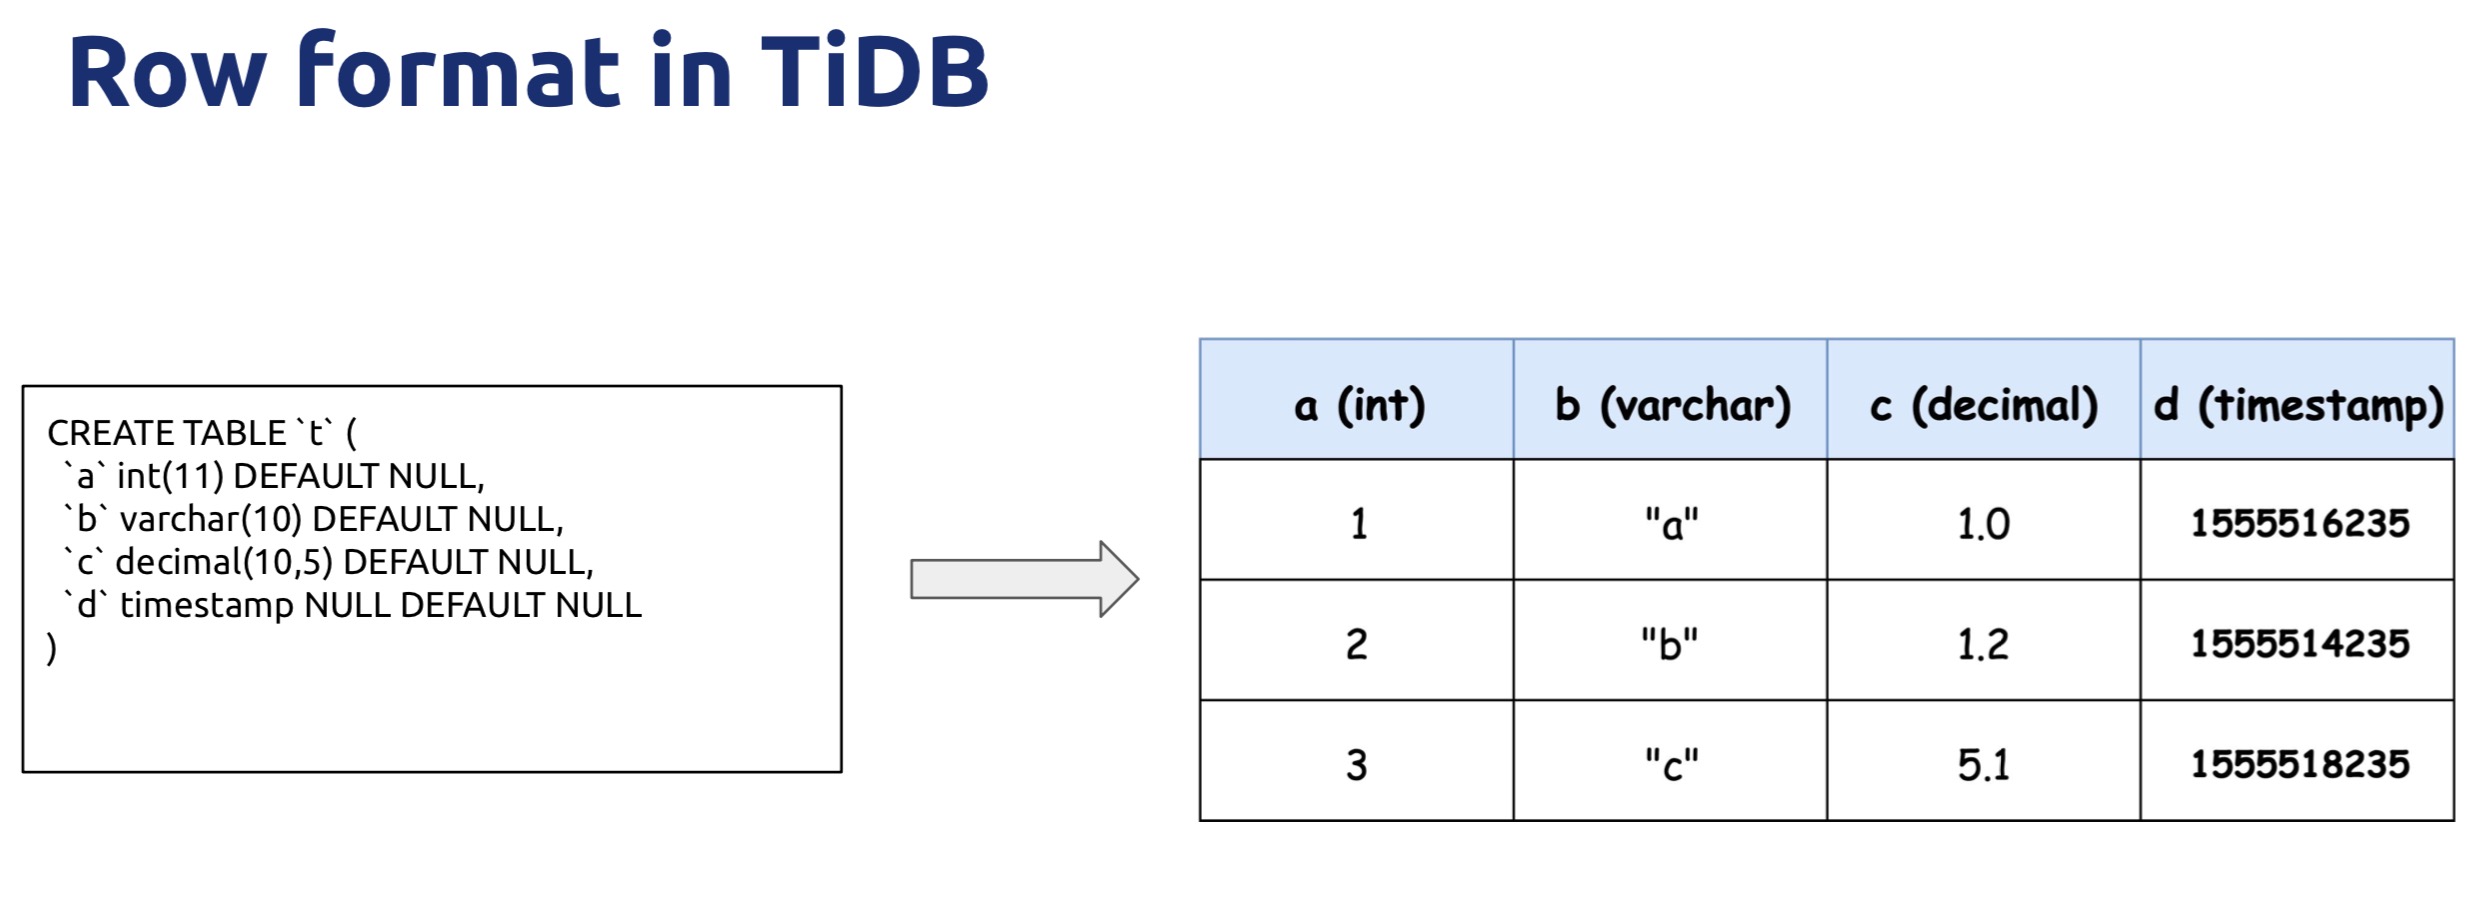 Row format in TiDB
CREATE TABLE `t` (
`a` int(11) DEFAULT NULL,
`b` varchar(10) DEFAULT NULL,
`c` decimal(10,5) DEFAULT NULL,
`d` timestamp NULL DEFAULT NULL
)
a (int) b (varchar) c (decimal) d (timestamp)
1 "a" 1.0 1555516235
2 "b" 1.2 1555514235
3 "c" 5.1 1555518235